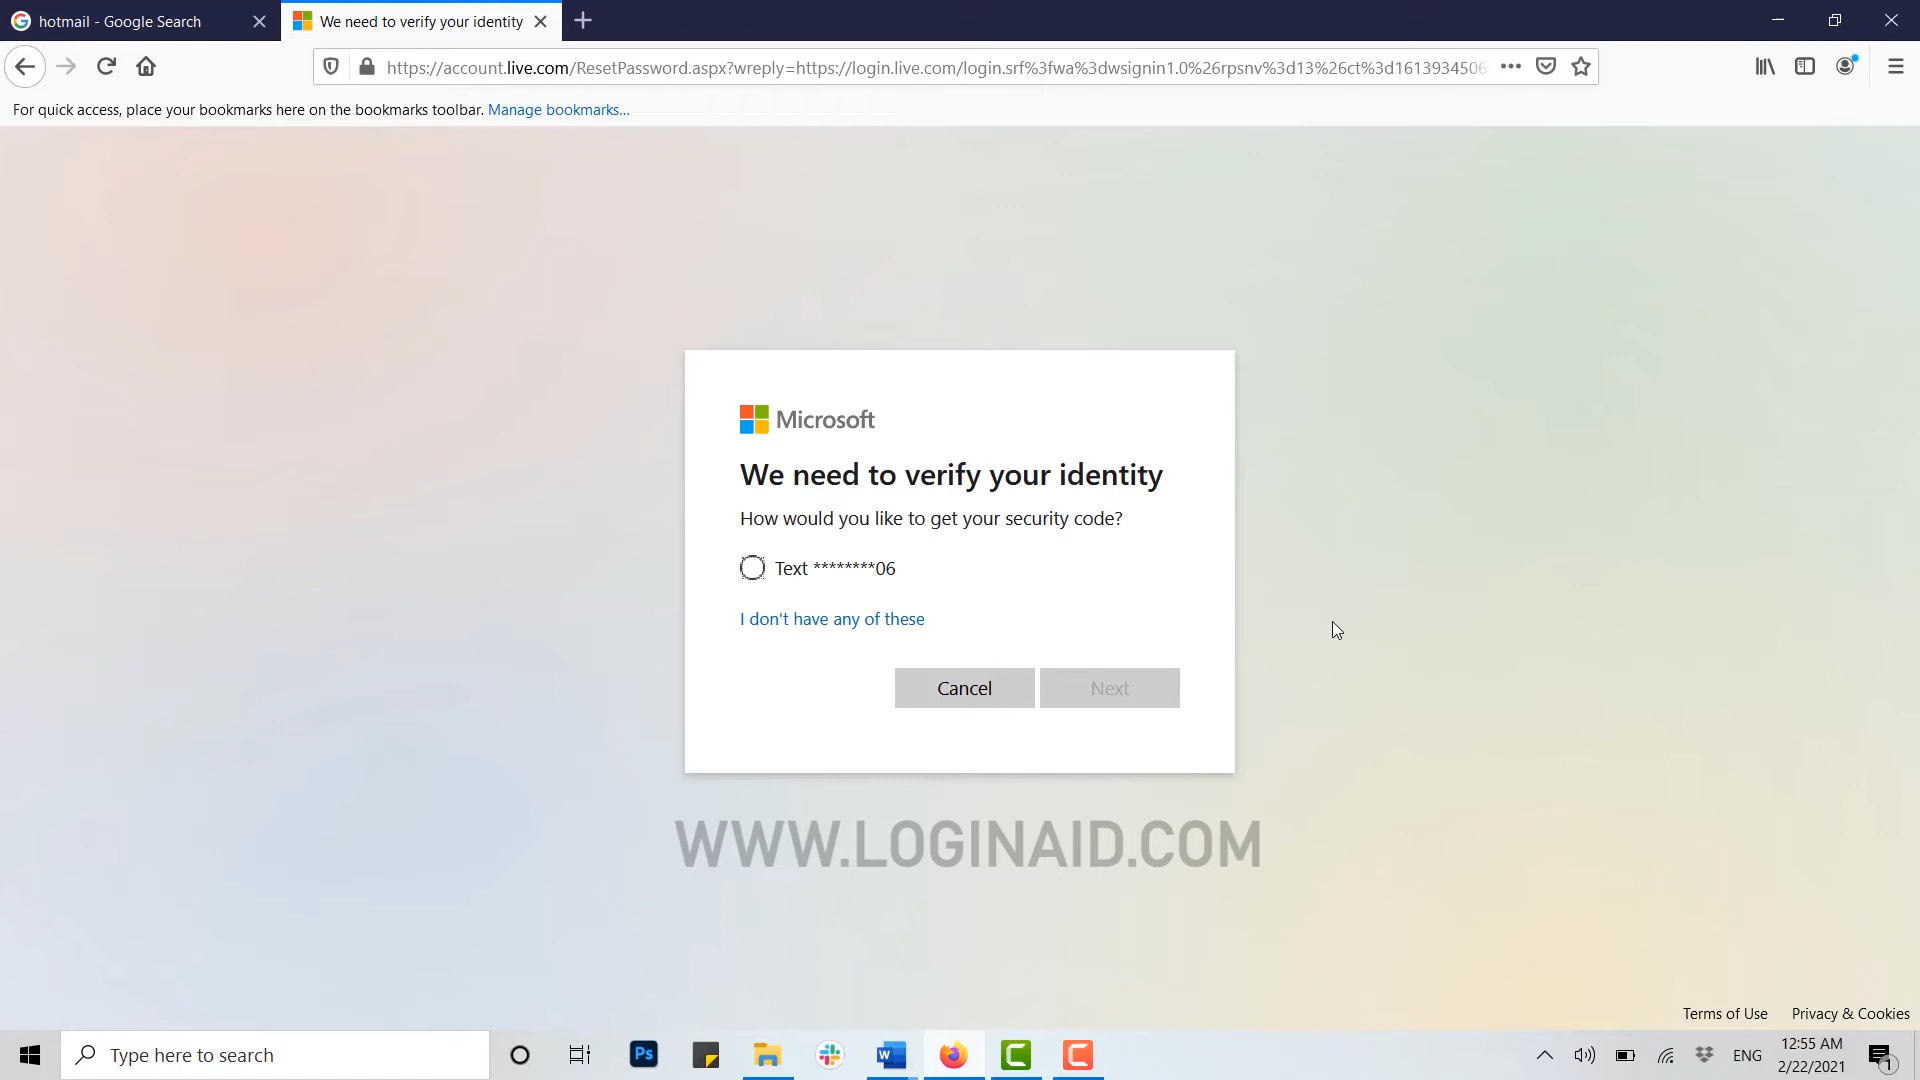 hotmail - Google Search
We need to verify your identity
https://account.live.com/ResetPassword.aspx?wreply=https://login.live.com/login.srf%3fwa%3dwsignin1.0%26rpsnv%3d13%26ct%3d1613934506
For quick access, place your bookmarks here on the bookmarks toolbar. Manage bookmarks...
Microsoft
We need to verify your identity
How would you like to get your security code?
Text ********06
I don't have any of these
Cancel
Next
WWW.LOGINAID.COM
Terms of Use
Privacy & Cookies
Type here to search
Ps
W
ENG
12:55 AM
2/22/2021
1